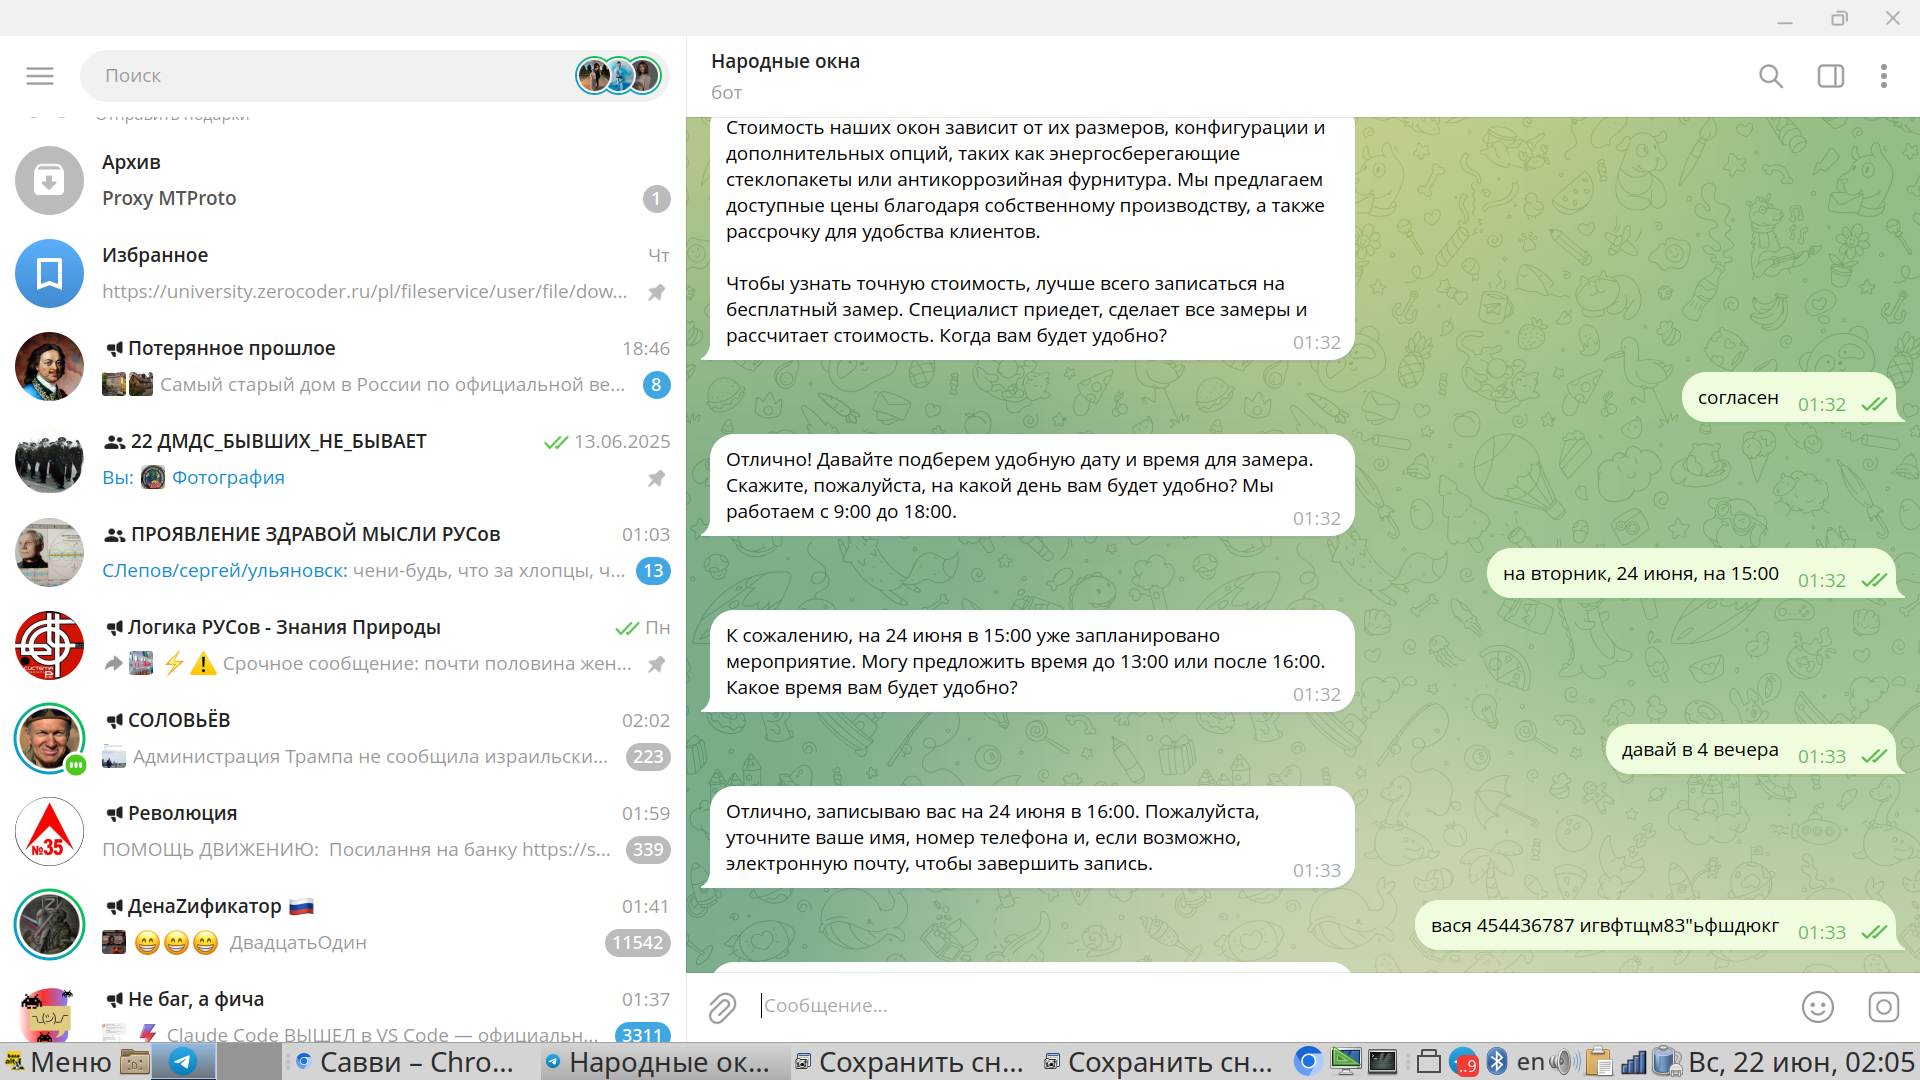 Поиск
Отправить подарки
Архив
Proxy MTProto
1
Избранное
Чт
https://university.zerocoder.ru/pl/fileservice/user/file/dow...
Потерянное прошлое
18:46
Самый старый дом в России по официальной ве...
8
22 ДМДС_БЫВШИХ_НЕ_БЫВАЕТ
13.06.2025
Вы: Фотография
ПРОЯВЛЕНИЕ ЗДРАВОЙ МЫСЛИ РУСов
01:03
СЛепов/сергей/ульяновск: чени-будь, что за хлопцы, ч...
13
Логика РУСов - Знания Природы
Пн
⚡⚠️ Срочное сообщение: почти половина жен...
СОЛОВЬЁВ
02:02
Администрация Трампа не сообщила израильски...
223
№35
Революция
01:59
ПОМОЩЬ ДВИЖЕНИЮ: Посилання на банку https://s...
339
ДенаZификатор 🇷🇺
01:41
😁😁😁 ДвадцатьОдин
11542
Не баг, а фича
01:37
Claude Code ВЫШЕЛ в VS Code — официальн...
3311
Народные окна
бот
Стоимость наших окон зависит от их размеров, конфигурации и
дополнительных опций, таких как энергосберегающие
стеклопакеты или антикоррозийная фурнитура. Мы предлагаем
доступные цены благодаря собственному производству, а также
рассрочку для удобства клиентов.
Чтобы узнать точную стоимость, лучше всего записаться на
бесплатный замер. Специалист приедет, сделает все замеры и
рассчитает стоимость. Когда вам будет удобно?
01:32
согласен 01:32
Отлично! Давайте подберем удобную дату и время для замера.
Скажите, пожалуйста, на какой день вам будет удобно? Мы
работаем с 9:00 до 18:00.
01:32
на вторник, 24 июня, на 15:00 01:32
К сожалению, на 24 июня в 15:00 уже запланировано
мероприятие. Могу предложить время до 13:00 или после 16:00.
Какое время вам будет удобно?
01:32
давай в 4 вечера 01:33
Отлично, записываю вас на 24 июня в 16:00. Пожалуйста,
уточните ваше имя, номер телефона и, если возможно,
электронную почту, чтобы завершить запись.
01:33
вася 454436787 игвфтщм83"ьфшдюкг 01:33
Сообщение...
Меню
Савви – Chro...
Народные ок...
Сохранить сн...
Сохранить сн...
..9
en
Вс, 22 июн, 02:05